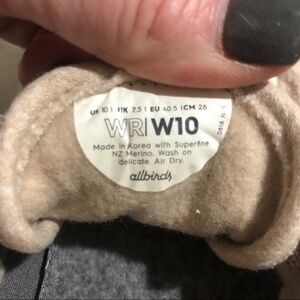 US 10 | UK 7.5 | EU 40.5 | CM 26
WR|W10
Made in Korea with Superfine
NZ Merino. Wash on
delicate. Air Dry.
allbirds